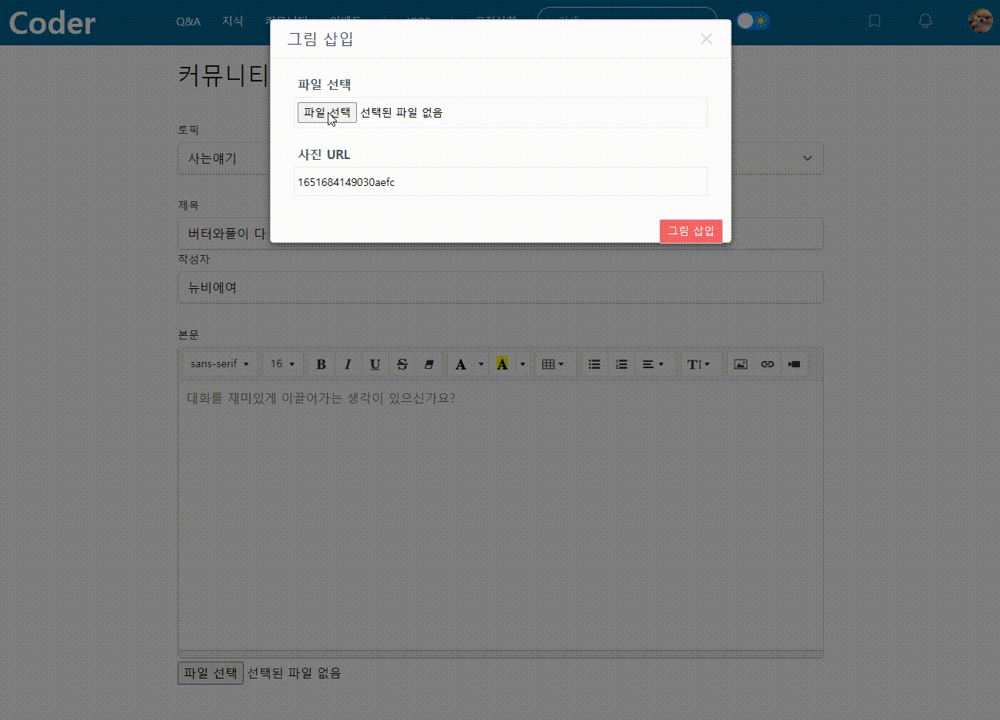 Coder
Q&A
지식
그림 삽입
커뮤니티
파일 선택
파일 선택 선택된 파일 없음
사진 URL
1651684149030aefc
그림 삽입
토픽
사는얘기
제목
버터와플이 다
작성자
뉴비에여
본문
sans-serif 16 B I U S A A T
대화를 재미있게 이끌어가는 생각이 있으신가요?
파일 선택 선택된 파일 없음